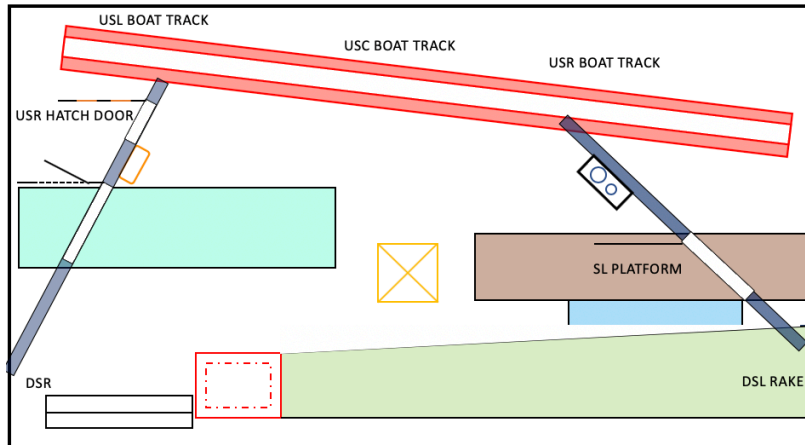 USL BOAT TRACK
USC BOAT TRACK
USR BOAT TRACK
USR HATCH DOOR
SL PLATFORM
DSR
DSL RAKE